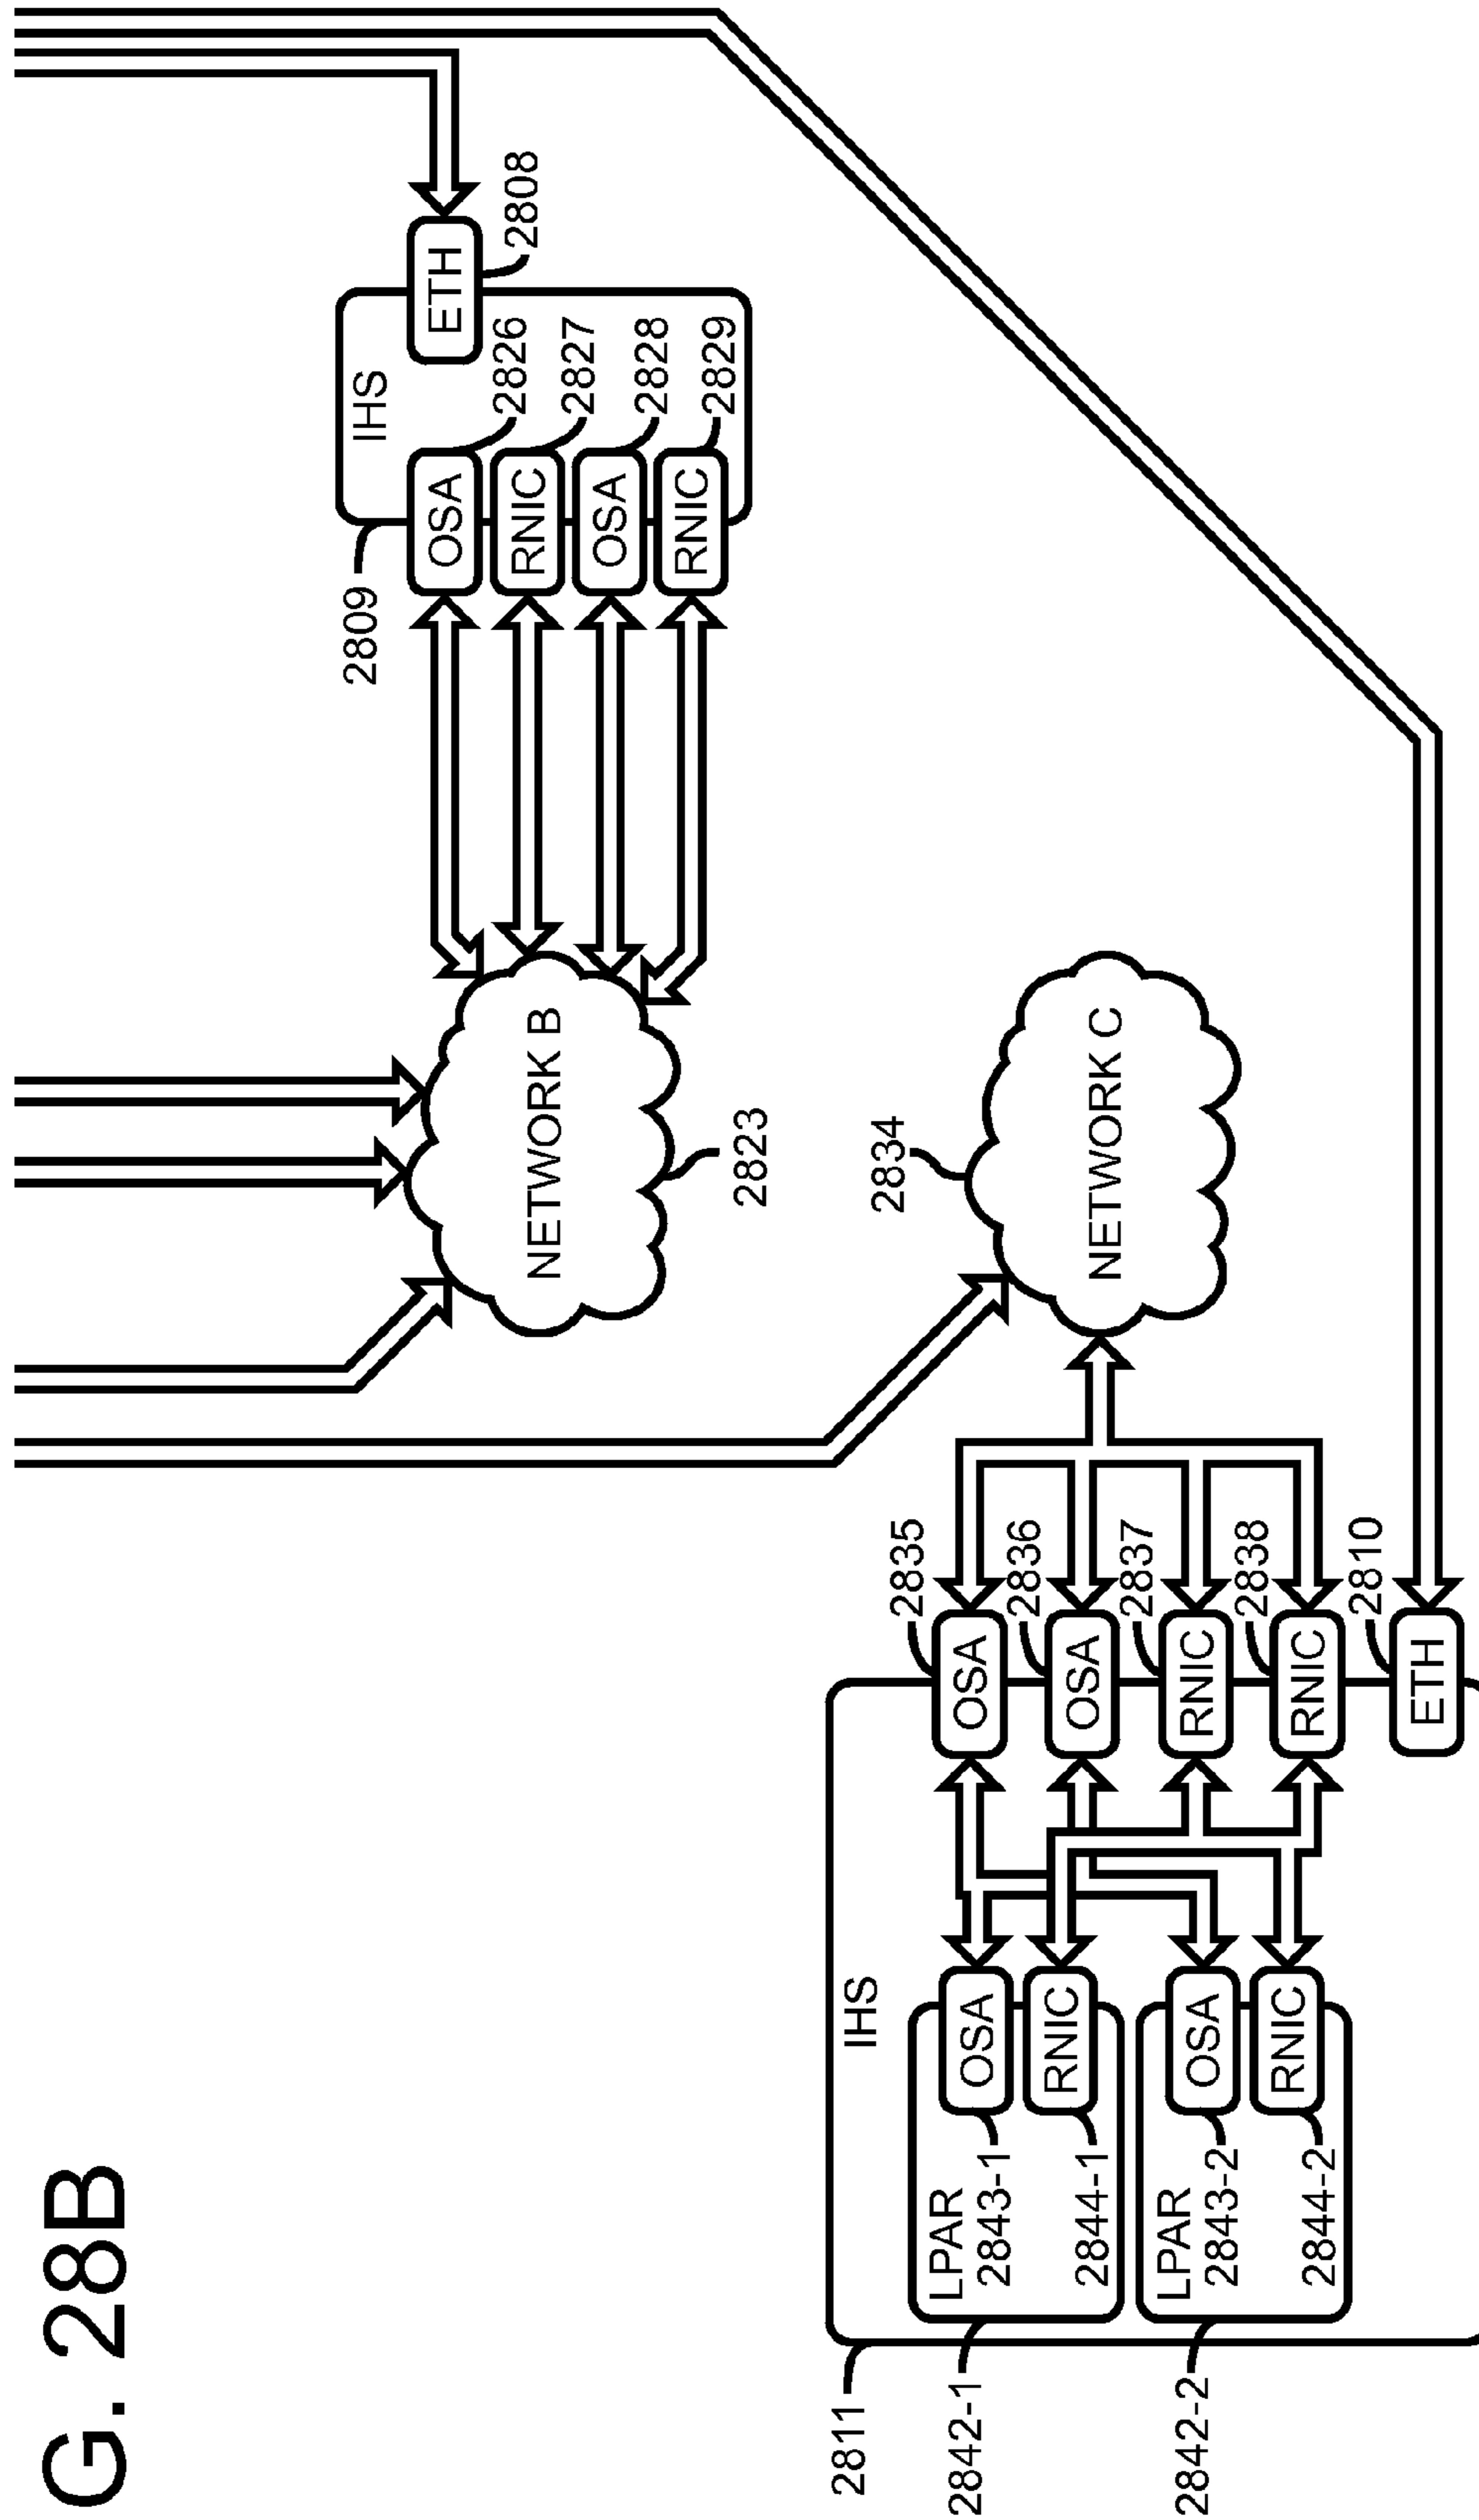 G. 28B
2809
IHS
ETH
2808
OSA
2826
RNIC
2827
OSA
2828
RNIC
2829
NETWORK B
2823
2834
NETWORK C
2811
IHS
2835
OSA
2836
OSA
2837
RNIC
2838
RNIC
2810
ETH
2842-1
LPAR
OSA
2843-1
RNIC
2844-1
2842-2
LPAR
OSA
2843-2
RNIC
2844-2